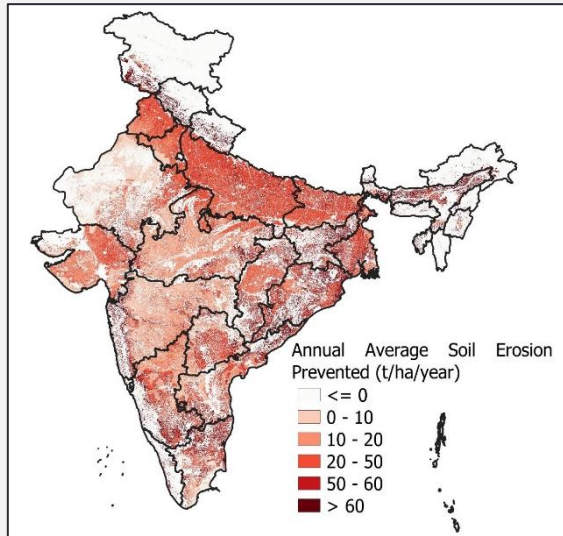 Annual Average Soil Erosion
Prevented (t/ha/year)
<= 0
0 - 10
10 - 20
20 - 50
50 - 60
> 60